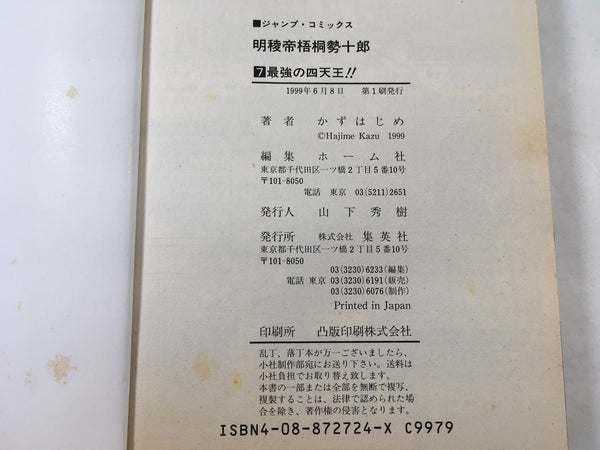 ■ジャンプ・コミックス
明稜帝梧桐勢十郎
7最強の四天王!!
1999年6月8日 第1刷発行
著者 かずはじめ
©Hajime Kazu 1999
編集 ホーム社
東京都千代田区一ツ橋2丁目5番10号
〒101-8050
電話 東京 03(5211)2651
発行人 山下秀樹
発行所 株式会社 集英社
東京都千代田区一ツ橋2丁目5番10号
〒101-8050
03(3230)6233(編集)
電話 東京 03(3230)6191(販売)
03(3230)6076(制作)
Printed in Japan
印刷所 凸版印刷株式会社
乱丁、落丁本が万一ございましたら、
小社制作部宛にお送り下さい。送料は
小社負担でお取り替え致します。
本書の一部または全部を無断で複写、
複製することは、法律で認められた場
合を除き、著作権の侵害となります。
ISBN4-08-872724-X C9979